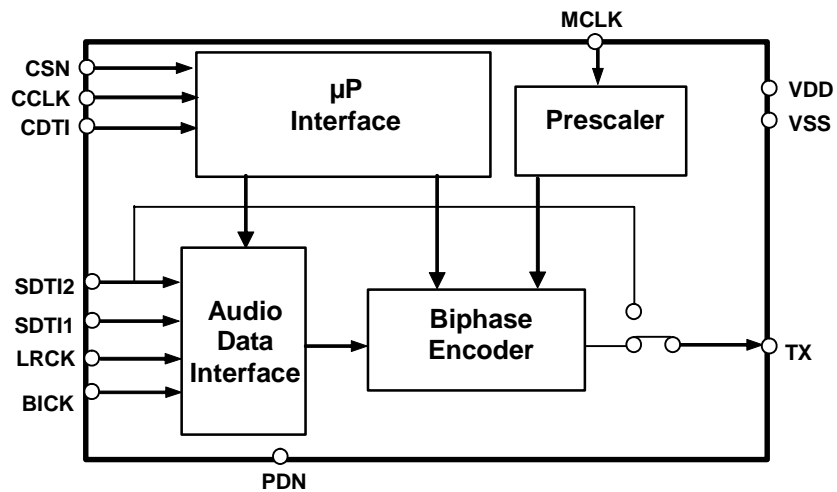 MCLK
CSN
CCLK
CDTI
µP
Interface
Prescaler
VDD
VSS
SDTI2
SDTI1
LRCK
BICK
Audio
Data
Interface
Biphase
Encoder
TX
PDN